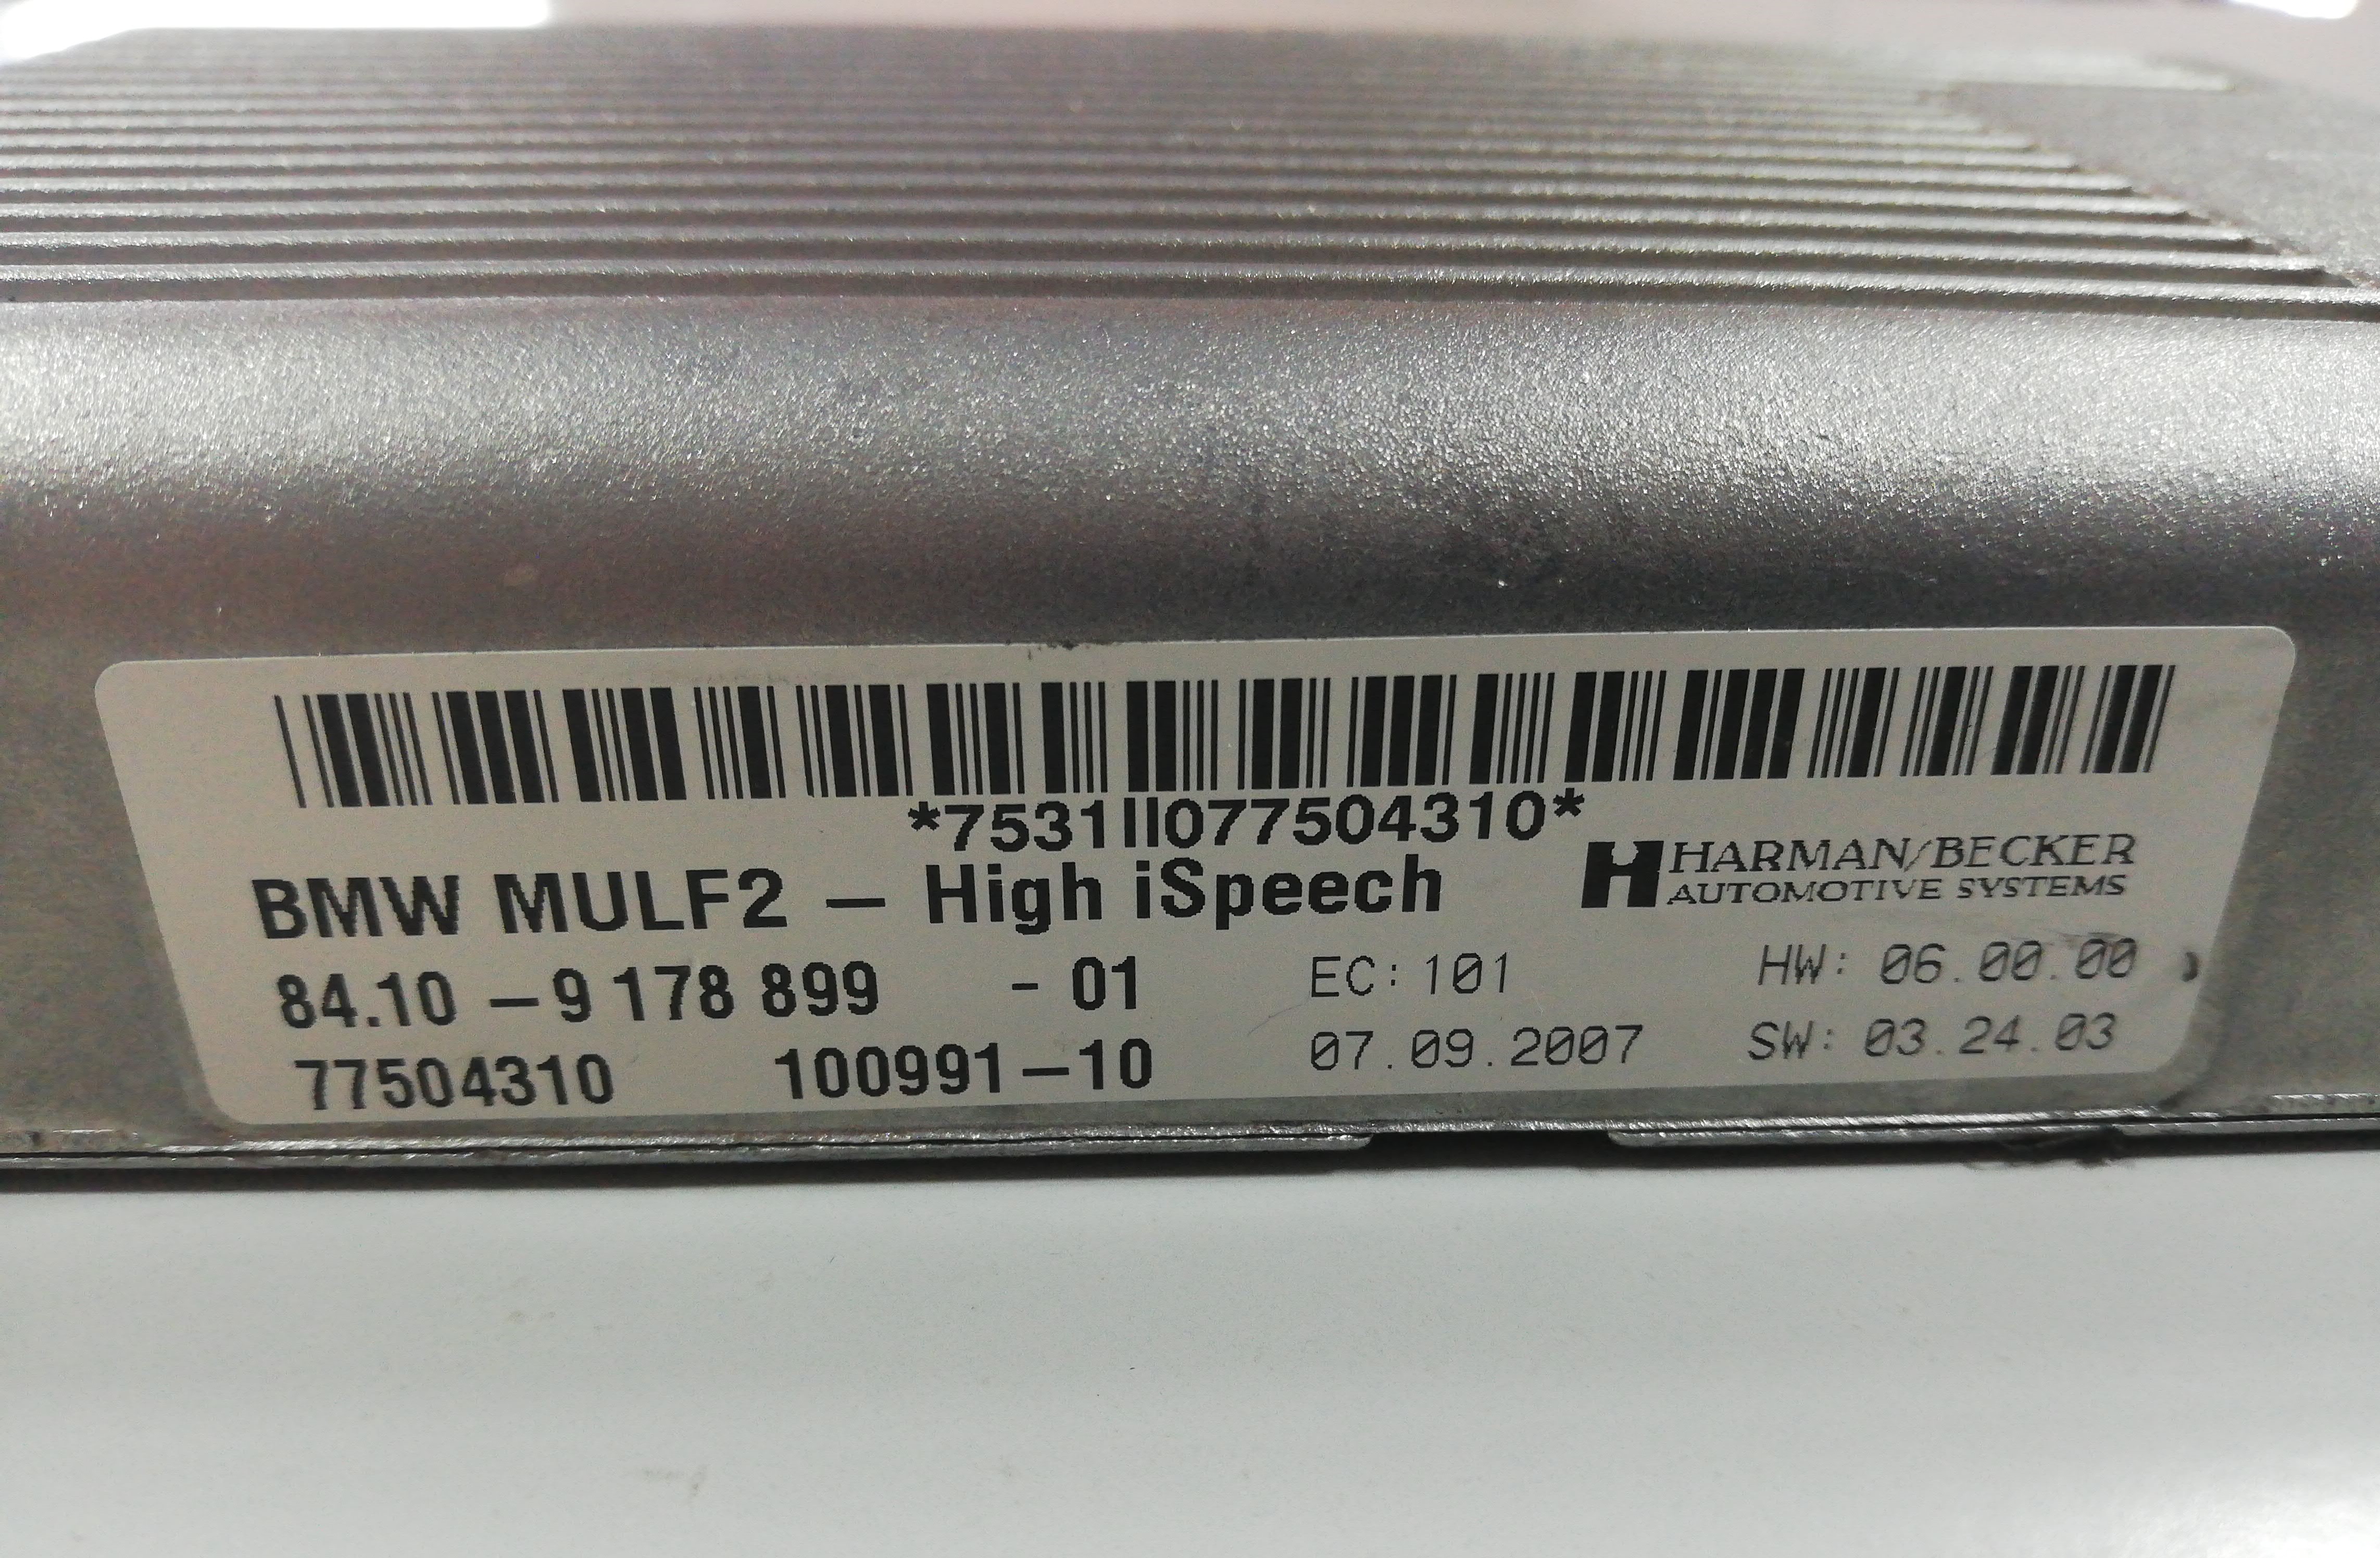 *7531II077504310*
BMW MULF2 – High iSpeech
HARMAN/BECKER
AUTOMOTIVE SYSTEMS
84.10 –9 178 899 - 01 EC: 101 HW: 06.00.00
77504310 100991–10 07.09.2007 SW: 03.24.03